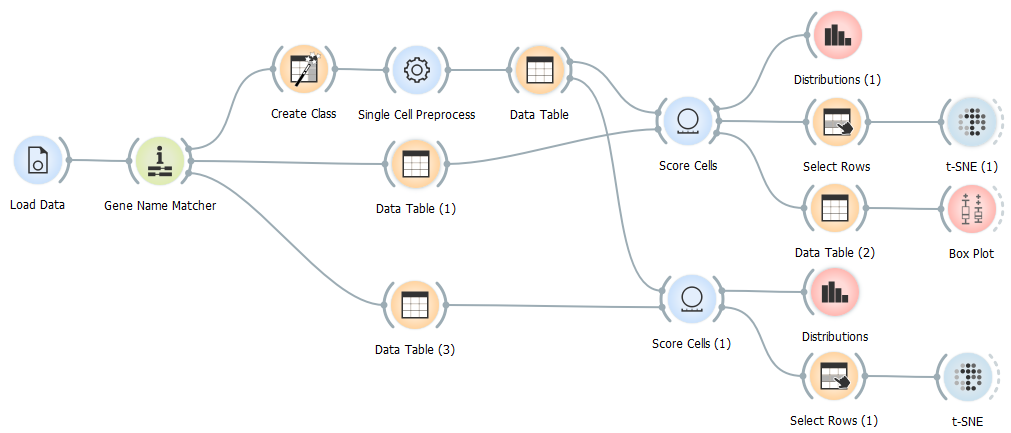 Distributions (1)
Create Class
Single Cell Preprocess
Data Table
Score Cells
Select Rows
t-SNE (1)
Load Data
Gene Name Matcher
Data Table (1)
Data Table (2)
Box Plot
Data Table (3)
Score Cells (1)
Distributions
Select Rows (1)
t-SNE